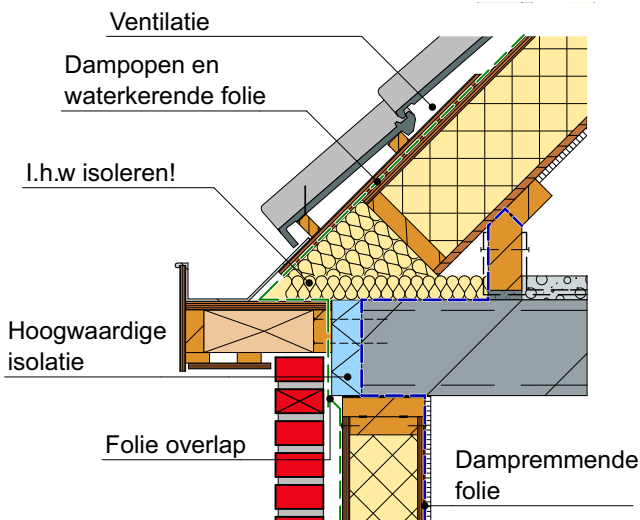 Ventilatie
Dampopen en
waterkerende folie
I.h.w isoleren!
Hoogwaardige
isolatie
Folie overlap
Dampremmende
folie